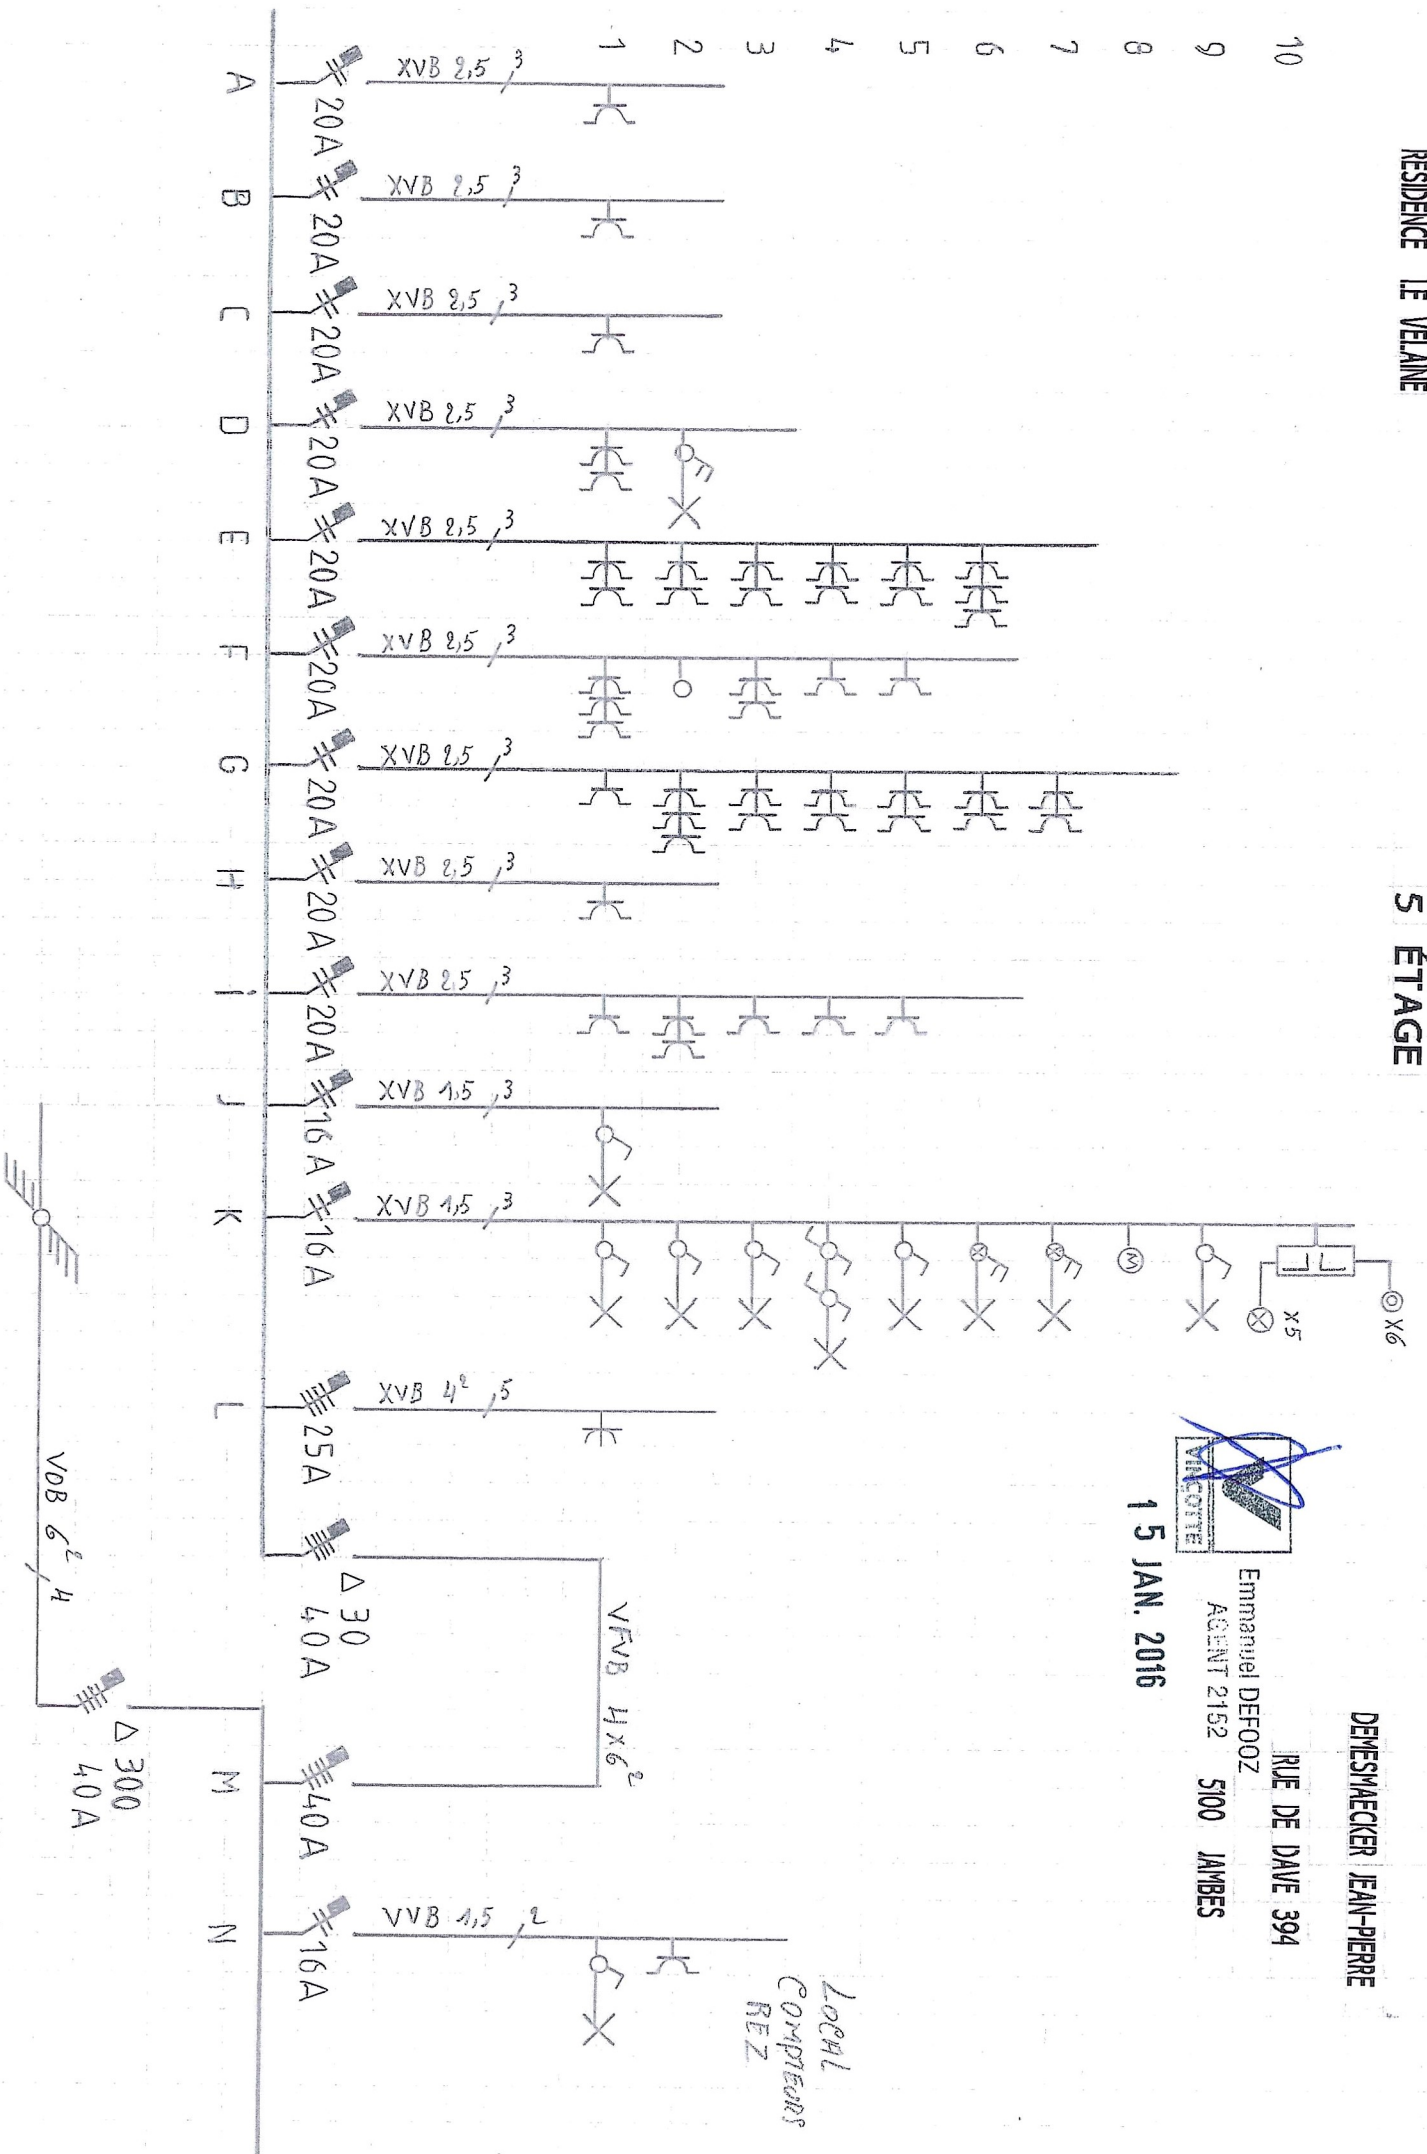 RESIDENCE LE VELAINE
5 ÉTAGE
DEMESMAECKER JEAN-PIERRE
RUE DE DAVE 394
5100 JAMBES
VINCOTTE
Emmanuel DEFOOZ
AGENT 2152
15 JAN. 2016
10
9
8
7
6
5
4
3
2
1
X6
X5
M
XVB 2,5 3
XVB 2,5 3
XVB 2,5 3
XVB 2,5 3
XVB 2,5 3
XVB 2,5 3
XVB 2,5 3
XVB 2,5 3
XVB 2,5 3
XVB 1,5 3
XVB 1,5 3
XVB 4² 5
VFVB 4x6²
VVB 1,5 2
LOCAL
COMPTEURS
REZ
20A
20A
20A
20A
20A
20A
20A
20A
20A
16A
16A
25A
Δ 30
40A
40A
16A
A
B
C
D
E
F
G
H
I
J
K
L
M
N
Δ 300
40A
VOB 6² 4